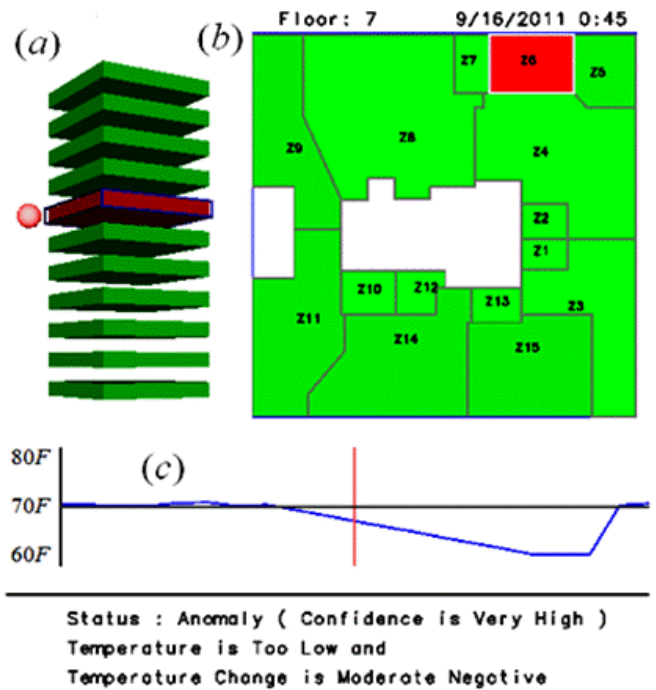 (a)
(b)
Floor: 7 9/16/2011 0:45
Z7
Z6
Z5
Z9
Z8
Z4
Z2
Z1
Z10
Z12
Z13
Z3
Z11
Z14
Z15
(c)
80F
70F
60F
Status : Anomaly ( Confidence is Very High )
Temperature is Too Low and
Temperature Change is Moderate Negative